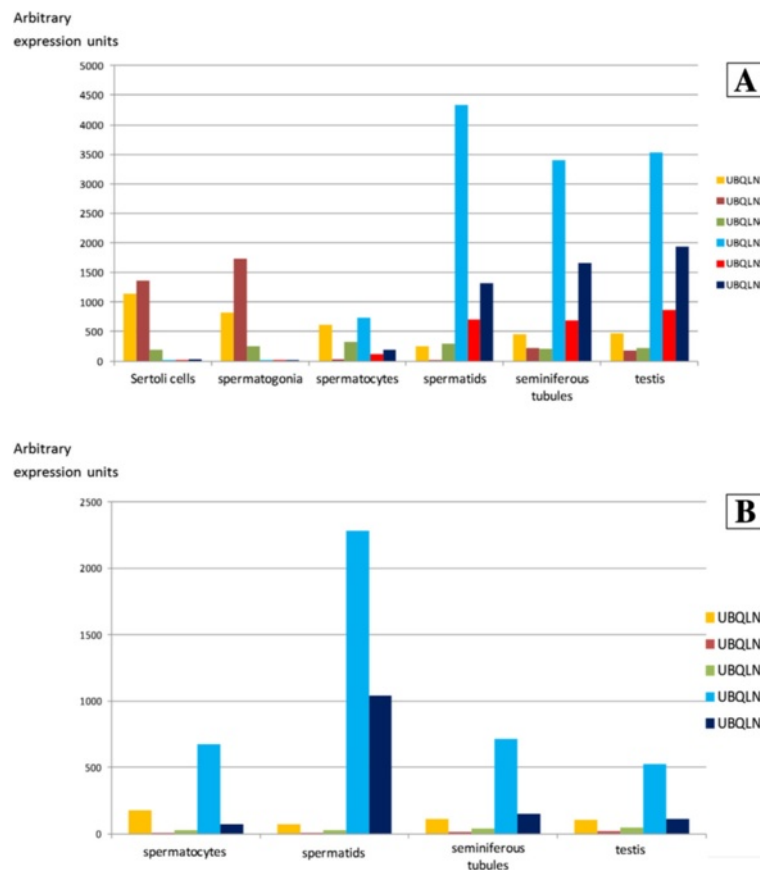 Arbitrary
expression units
A
5000
4500
4000
3500
3000
2500
2000
1500
1000
500
0
UBQLN
UBQLN
UBQLN
UBQLN
UBQLN
UBQLN
Sertoli cells
spermatogonia
spermatocytes
spermatids
seminiferous
tubules
testis
Arbitrary
expression units
B
2500
2000
1500
1000
500
0
UBQLN
UBQLN
UBQLN
UBQLN
UBQLN
spermatocytes
spermatids
seminiferous
tubules
testis